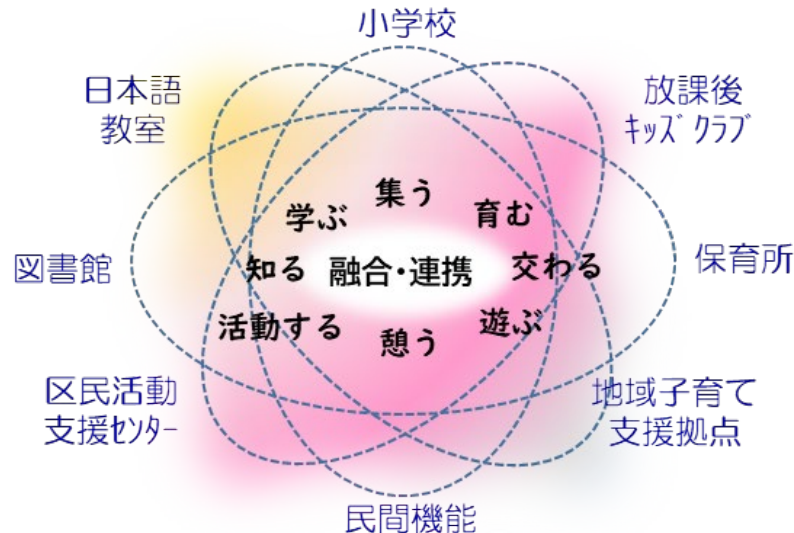 小学校
日本語
教室
放課後
ｷｯｽﾞｸﾗﾌﾞ
集う
学ぶ
育む
図書館
知る
融合・連携
交わる
保育所
活動する
憩う
遊ぶ
区民活動
支援ｾﾝﾀｰ
地域子育て
支援拠点
民間機能